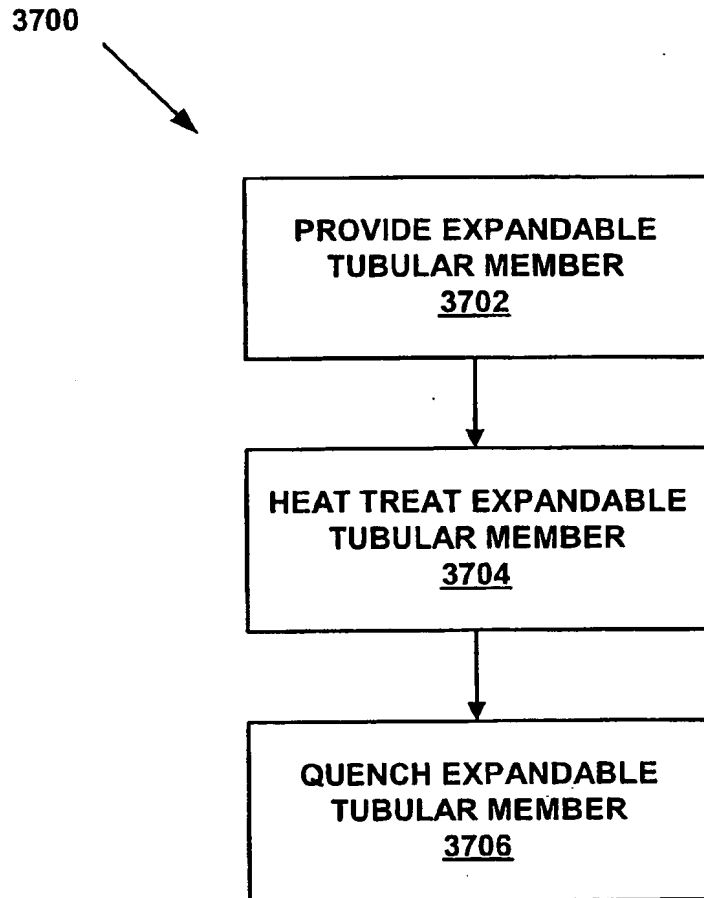 3700
PROVIDE EXPANDABLE
TUBULAR MEMBER
3702
HEAT TREAT EXPANDABLE
TUBULAR MEMBER
3704
QUENCH EXPANDABLE
TUBULAR MEMBER
3706